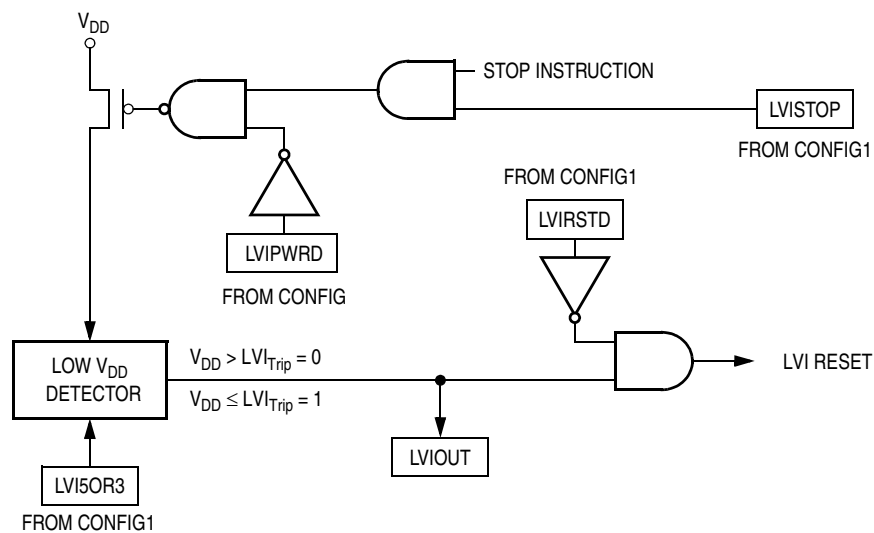 VDD
STOP INSTRUCTION
LVISTOP
FROM CONFIG1
FROM CONFIG1
LVIRSTD
LVIPWRD
FROM CONFIG
LOW VDD
DETECTOR
VDD > LVITrip = 0
VDD ≤ LVITrip = 1
LVI RESET
LVIOUT
LVI5OR3
FROM CONFIG1